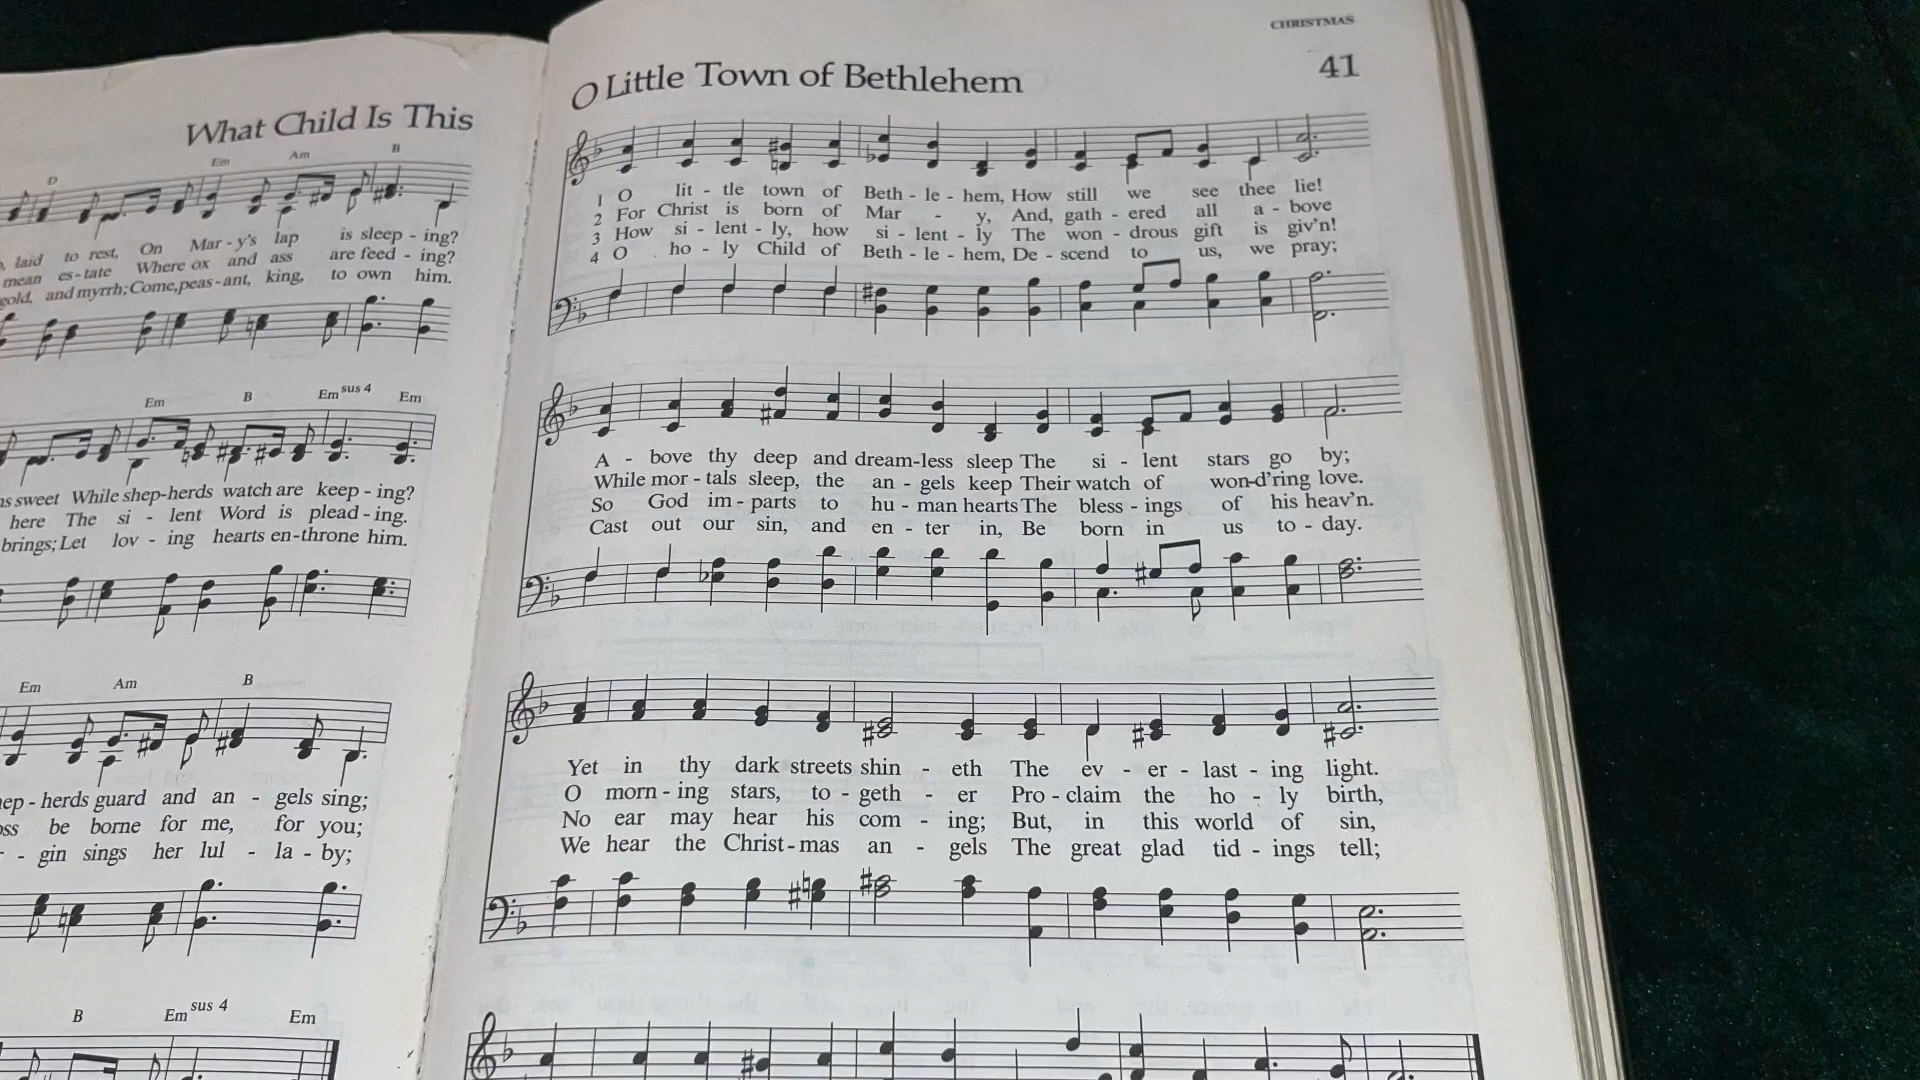 What Child Is This
D Em Am B
laid to rest, On Mar - y's lap is sleep - ing?
mean es - tate Where ox and ass are feed - ing?
gold, and myrrh; Come, peas - ant, king, to own him.
Em B Em sus 4 Em
sweet While shep - herds watch are keep - ing?
here The si - lent Word is plead - ing.
brings; Let lov - ing hearts en - throne him.
Em Am B
herds guard and an - gels sing;
be borne for me, for you;
- gin sings her lul - la - by;
B Em sus 4 Em
CHRISTMAS
O Little Town of Bethlehem 41
1 O lit - tle town of Beth - le - hem, How still we see thee lie!
2 For Christ is born of Mar - y, And, gath - ered all a - bove
3 How si - lent - ly, how si - lent - ly The won - drous gift is giv'n!
4 O ho - ly Child of Beth - le - hem, De - scend to us, we pray;
A - bove thy deep and dream-less sleep The si - lent stars go by;
While mor - tals sleep, the an - gels keep Their watch of won-d'ring love.
So God im - parts to hu - man hearts The bless - ings of his heav'n.
Cast out our sin, and en - ter in, Be born in us to - day.
Yet in thy dark streets shin - eth The ev - er - last - ing light.
O morn - ing stars, to - geth - er Pro - claim the ho - ly birth,
No ear may hear his com - ing; But, in this world of sin,
We hear the Christ - mas an - gels The great glad tid - ings tell;